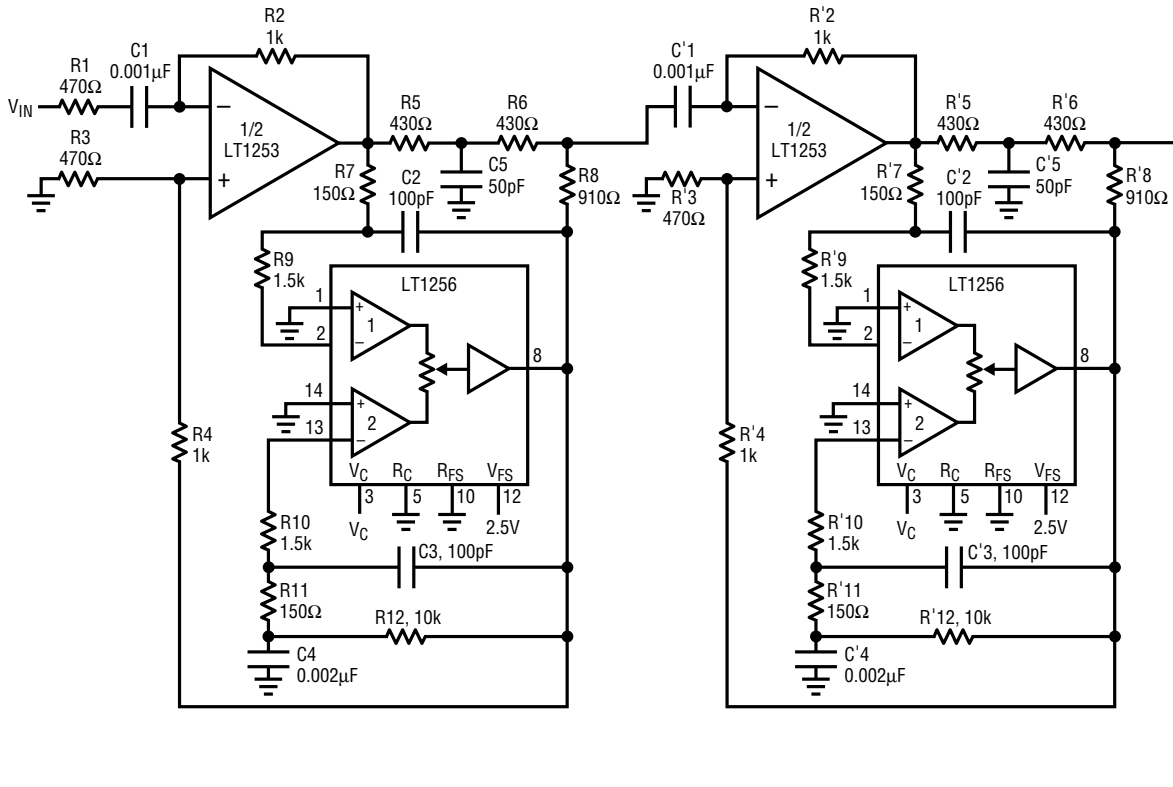 R2
1k
R1
470Ω
C1
0.001µF
VIN
R3
470Ω
–
+
1/2
LT1253
R5
430Ω
R6
430Ω
R7
150Ω
C2
100pF
C5
50pF
R8
910Ω
R9
1.5k
LT1256
1
2
+
–
1
8
14
13
+
–
2
R4
1k
VC
RC
RFS
VFS
3
5
10
12
VC
2.5V
R10
1.5k
C3, 100pF
R11
150Ω
R12, 10k
C4
0.002µF
R'2
1k
C'1
0.001µF
R'3
470Ω
–
+
1/2
LT1253
R'5
430Ω
R'6
430Ω
R'7
150Ω
C'2
100pF
C'5
50pF
R'8
910Ω
R'9
1.5k
LT1256
1
2
+
–
1
8
14
13
+
–
2
R'4
1k
VC
RC
RFS
VFS
3
5
10
12
VC
2.5V
R'10
1.5k
C'3, 100pF
R'11
150Ω
R'12, 10k
C'4
0.002µF